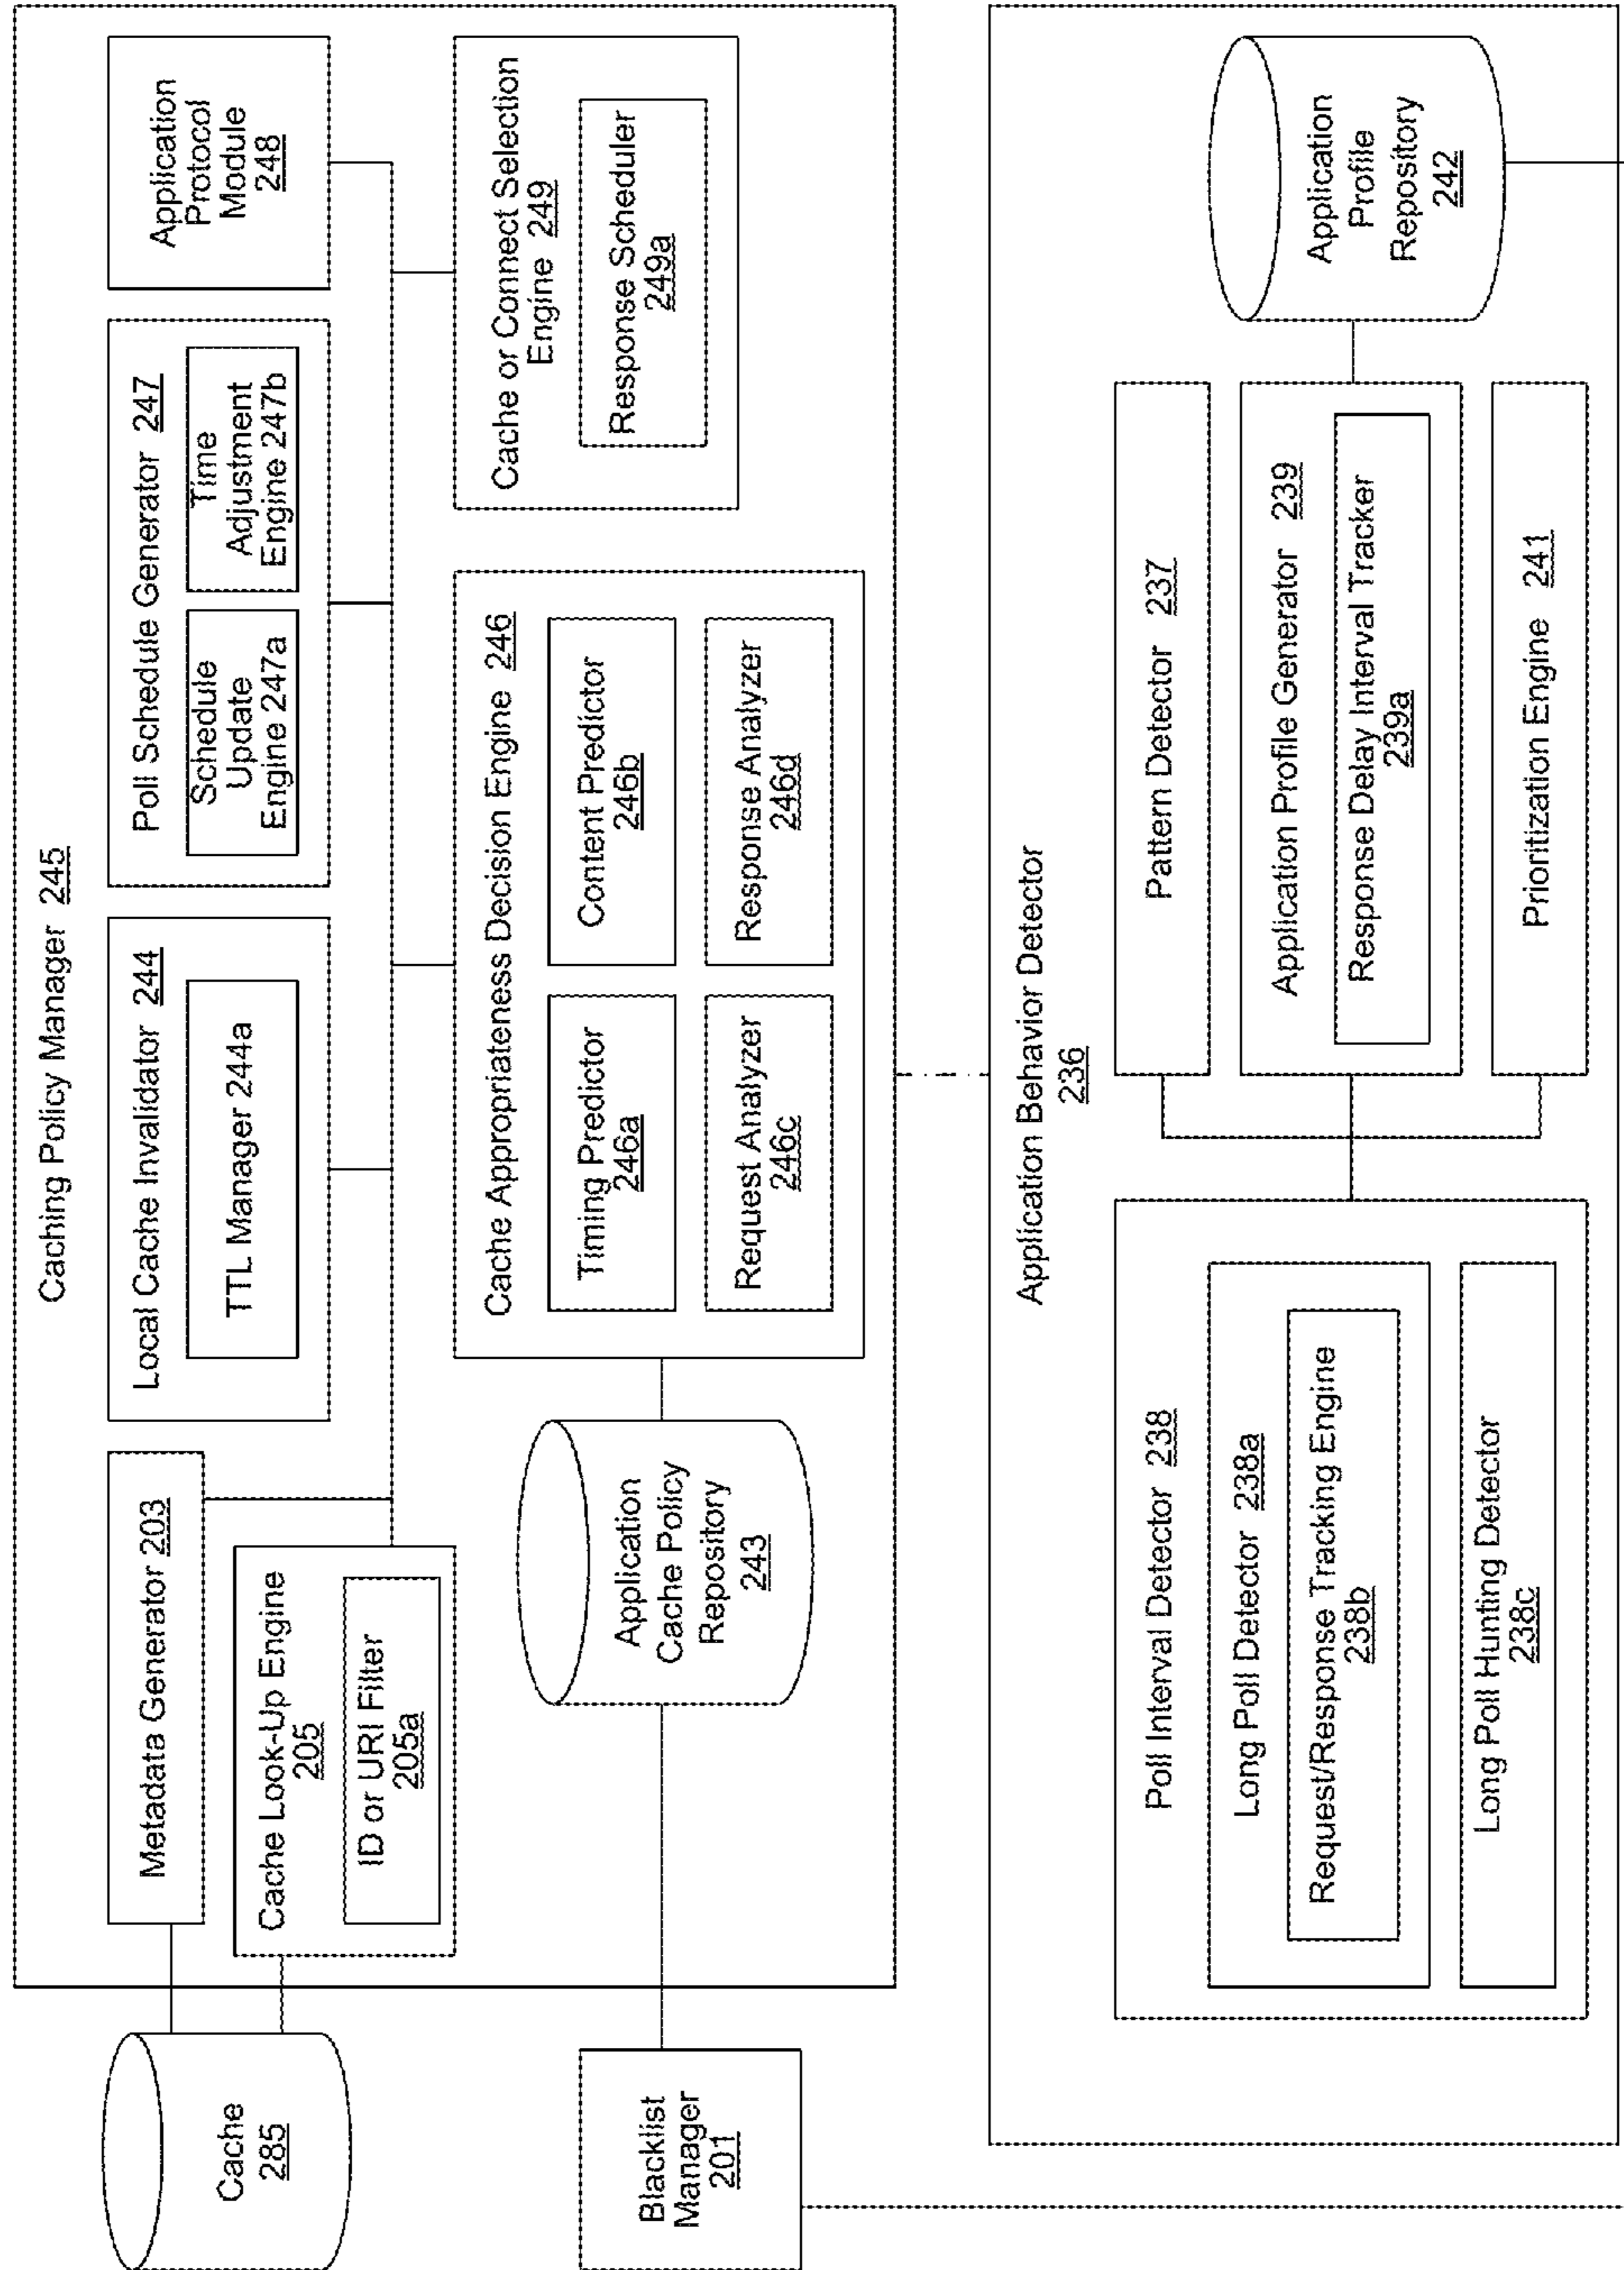 Caching Policy Manager 245
Cache
285
Metadata Generator 203
Cache Look-Up Engine
205
ID or URI Filter
205a
Local Cache Invalidator 244
TTL Manager 244a
Poll Schedule Generator 247
Schedule
Update
Engine 247a
Time
Adjustment
Engine 247b
Application
Protocol
Module
248
Blacklist
Manager
201
Application
Cache Policy
Repository
243
Cache Appropriateness Decision Engine 246
Timing Predictor
246a
Content Predictor
246b
Request Analyzer
246c
Response Analyzer
246d
Cache or Connect Selection
Engine 249
Response Scheduler
249a
Application Behavior Detector
236
Poll Interval Detector 238
Long Poll Detector 238a
Request/Response Tracking Engine
238b
Long Poll Hunting Detector
238c
Pattern Detector 237
Application Profile Generator 239
Response Delay Interval Tracker
239a
Prioritization Engine 241
Application
Profile
Repository
242